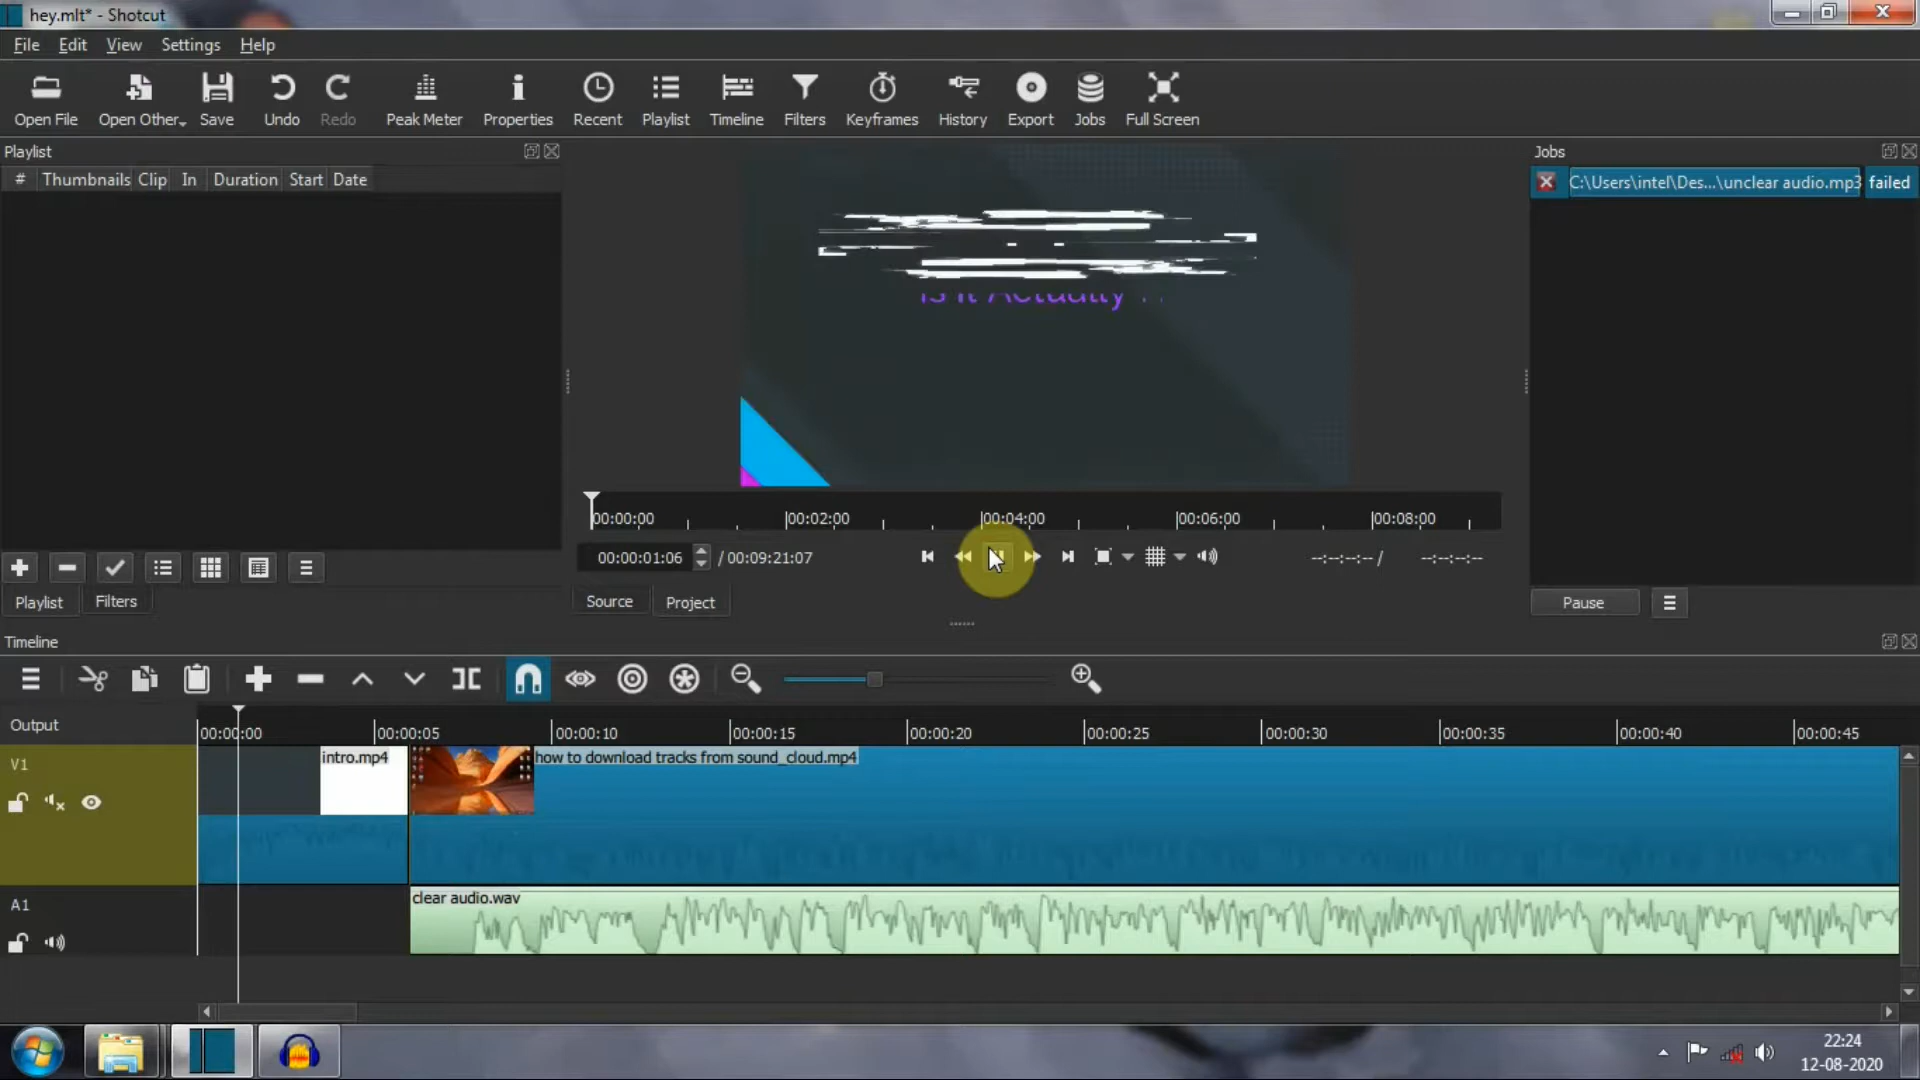 hey.mlt* - Shotcut
File Edit View Settings Help
Open File Open Other Save Undo Redo Peak Meter Properties Recent Playlist Timeline Filters Keyframes History Export Jobs Full Screen
Playlist
# Thumbnails Clip In Duration Start Date
Jobs
C:\Users\intel\Des...\unclear audio.mp3 failed
Is It Actually
00:00:00 00:02:00 00:04:00 00:06:00 00:08:00
00:00:01:06 / 00:09:21:07 --:--:--:-- / --:--:--:--
Playlist Filters Source Project Pause
Timeline
Output 00:00:00 00:00:05 00:00:10 00:00:15 00:00:20 00:00:25 00:00:30 00:00:35 00:00:40 00:00:45
V1 intro.mp4 how to download tracks from sound_cloud.mp4
A1 clear audio.wav
22:24
12-08-2020